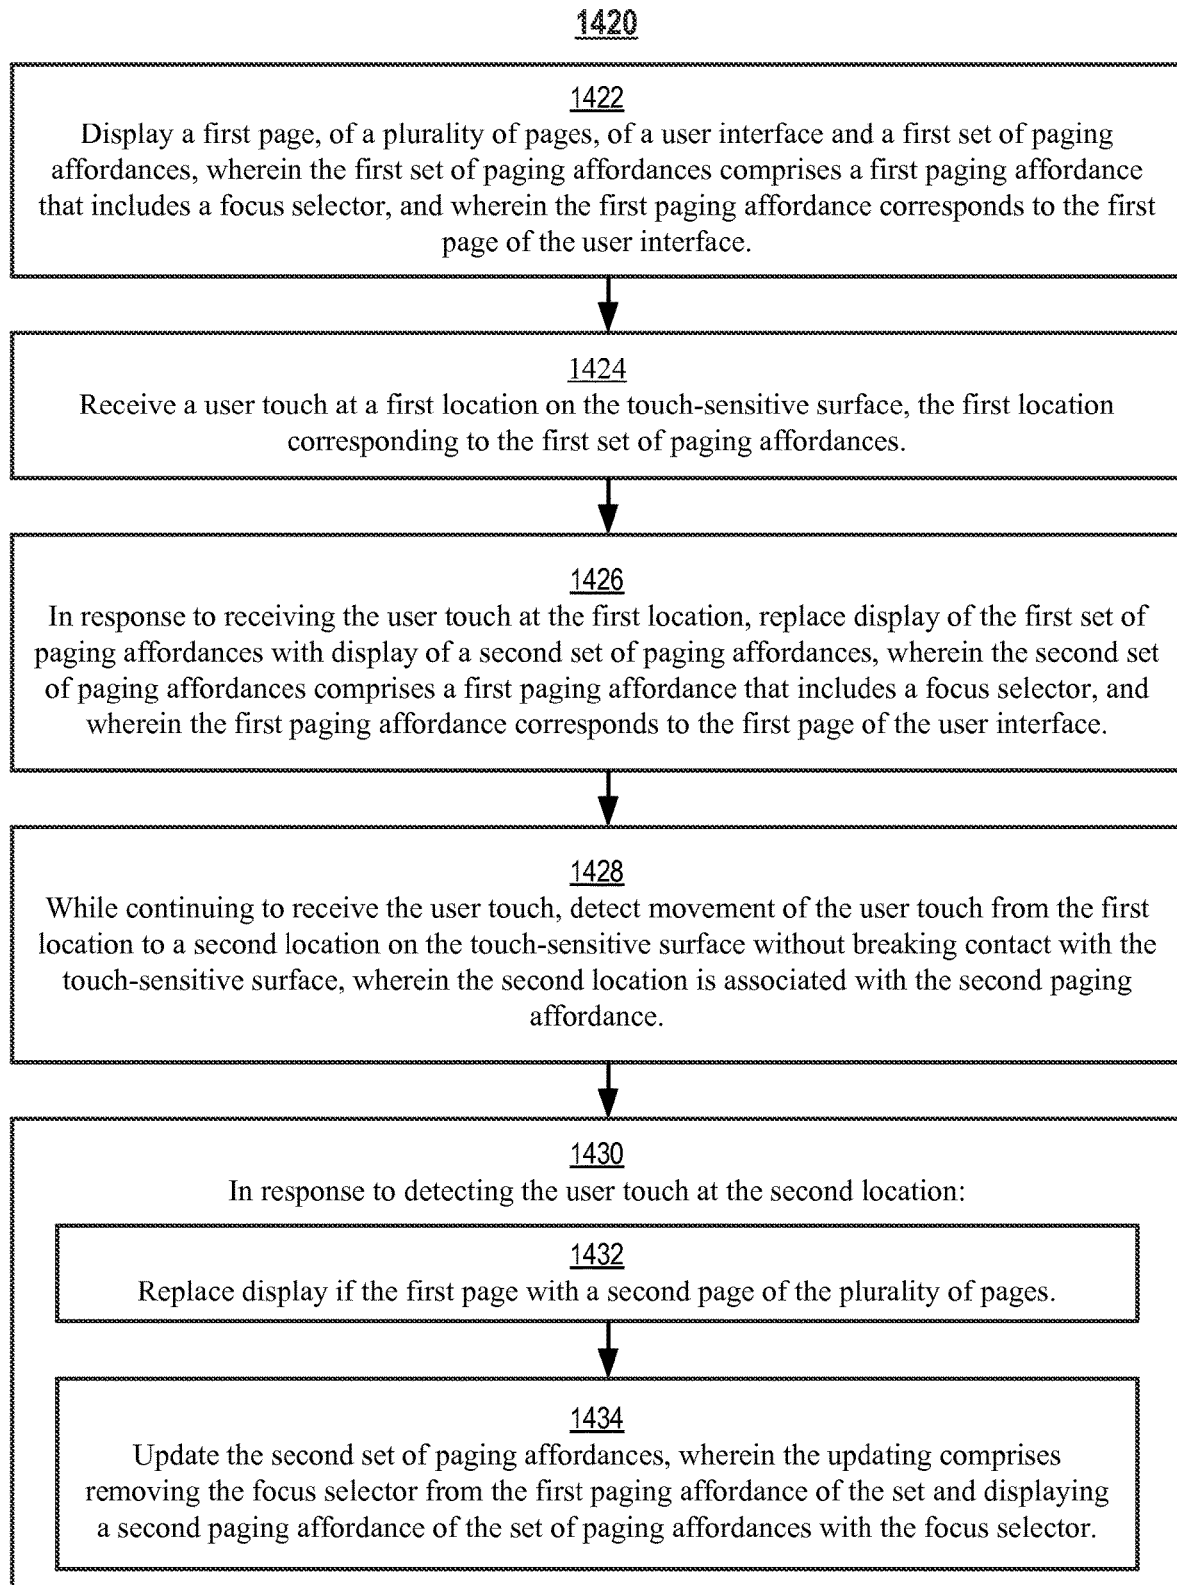 1420
1422
Display a first page, of a plurality of pages, of a user interface and a first set of paging
affordances, wherein the first set of paging affordances comprises a first paging affordance
that includes a focus selector, and wherein the first paging affordance corresponds to the first
page of the user interface.
1424
Receive a user touch at a first location on the touch-sensitive surface, the first location
corresponding to the first set of paging affordances.
1426
In response to receiving the user touch at the first location, replace display of the first set of
paging affordances with display of a second set of paging affordances, wherein the second set
of paging affordances comprises a first paging affordance that includes a focus selector, and
wherein the first paging affordance corresponds to the first page of the user interface.
1428
While continuing to receive the user touch, detect movement of the user touch from the first
location to a second location on the touch-sensitive surface without breaking contact with the
touch-sensitive surface, wherein the second location is associated with the second paging
affordance.
1430
In response to detecting the user touch at the second location:
1432
Replace display if the first page with a second page of the plurality of pages.
1434
Update the second set of paging affordances, wherein the updating comprises
removing the focus selector from the first paging affordance of the set and displaying
a second paging affordance of the set of paging affordances with the focus selector.